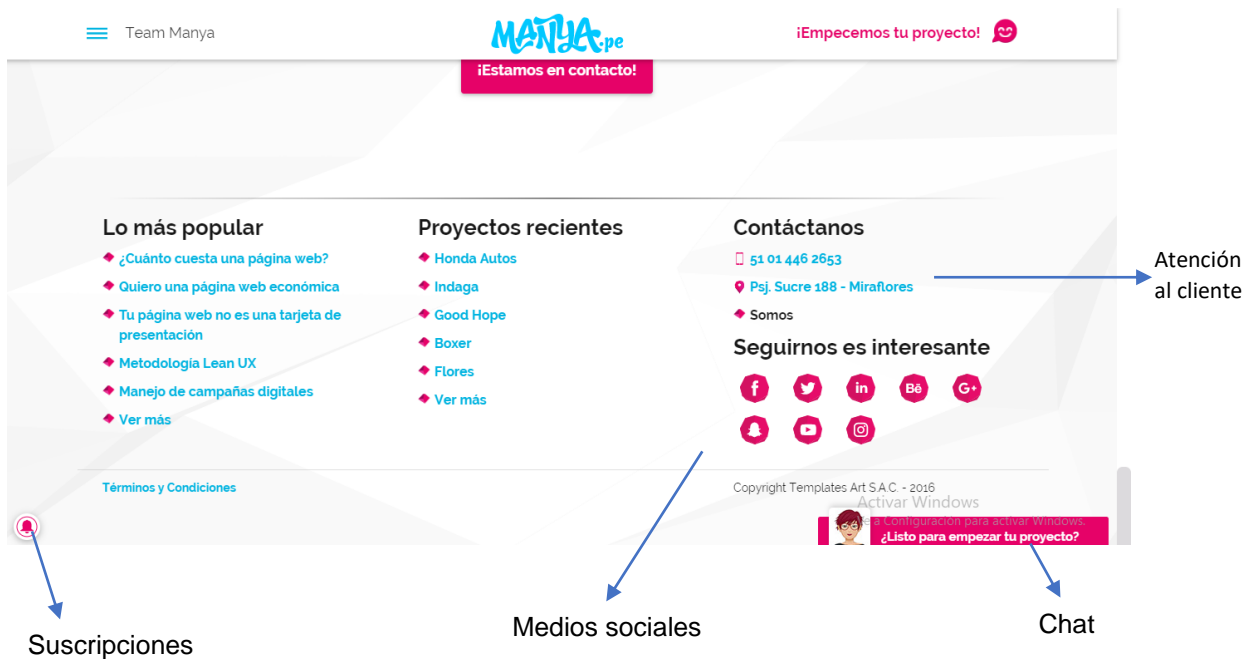 Team Manya
MANYA.pe
¡Empecemos tu proyecto!
¡Estamos en contacto!
Lo más popular
¿Cuánto cuesta una página web?
Quiero una página web económica
Tu página web no es una tarjeta de
presentación
Metodología Lean UX
Manejo de campañas digitales
Ver más
Proyectos recientes
Honda Autos
Indaga
Good Hope
Boxer
Flores
Ver más
Contáctanos
51 01 446 2653
Psj. Sucre 188 - Miraflores
Somos
Seguirnos es interesante
f
in
Bē
G+
Atención
al cliente
Términos y Condiciones
Copyright Templates Art S.A.C. - 2016
Activar Windows
a Configuración para activar Windows.
¿Listo para empezar tu proyecto?
Suscripciones
Medios sociales
Chat